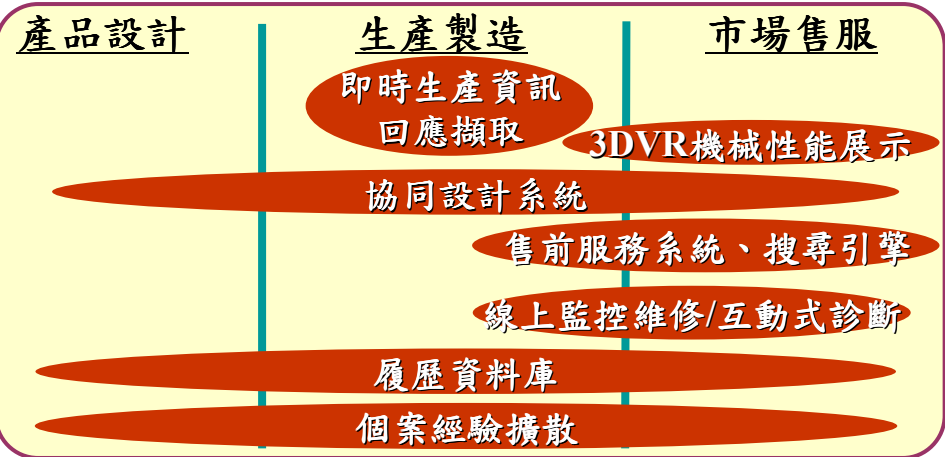 產品設計
生產製造
市場售服
即時生產資訊
回應擷取
3DVR機械性能展示
協同設計系統
售前服務系統、搜尋引擎
線上監控維修/互動式診斷
履歷資料庫
個案經驗擴散